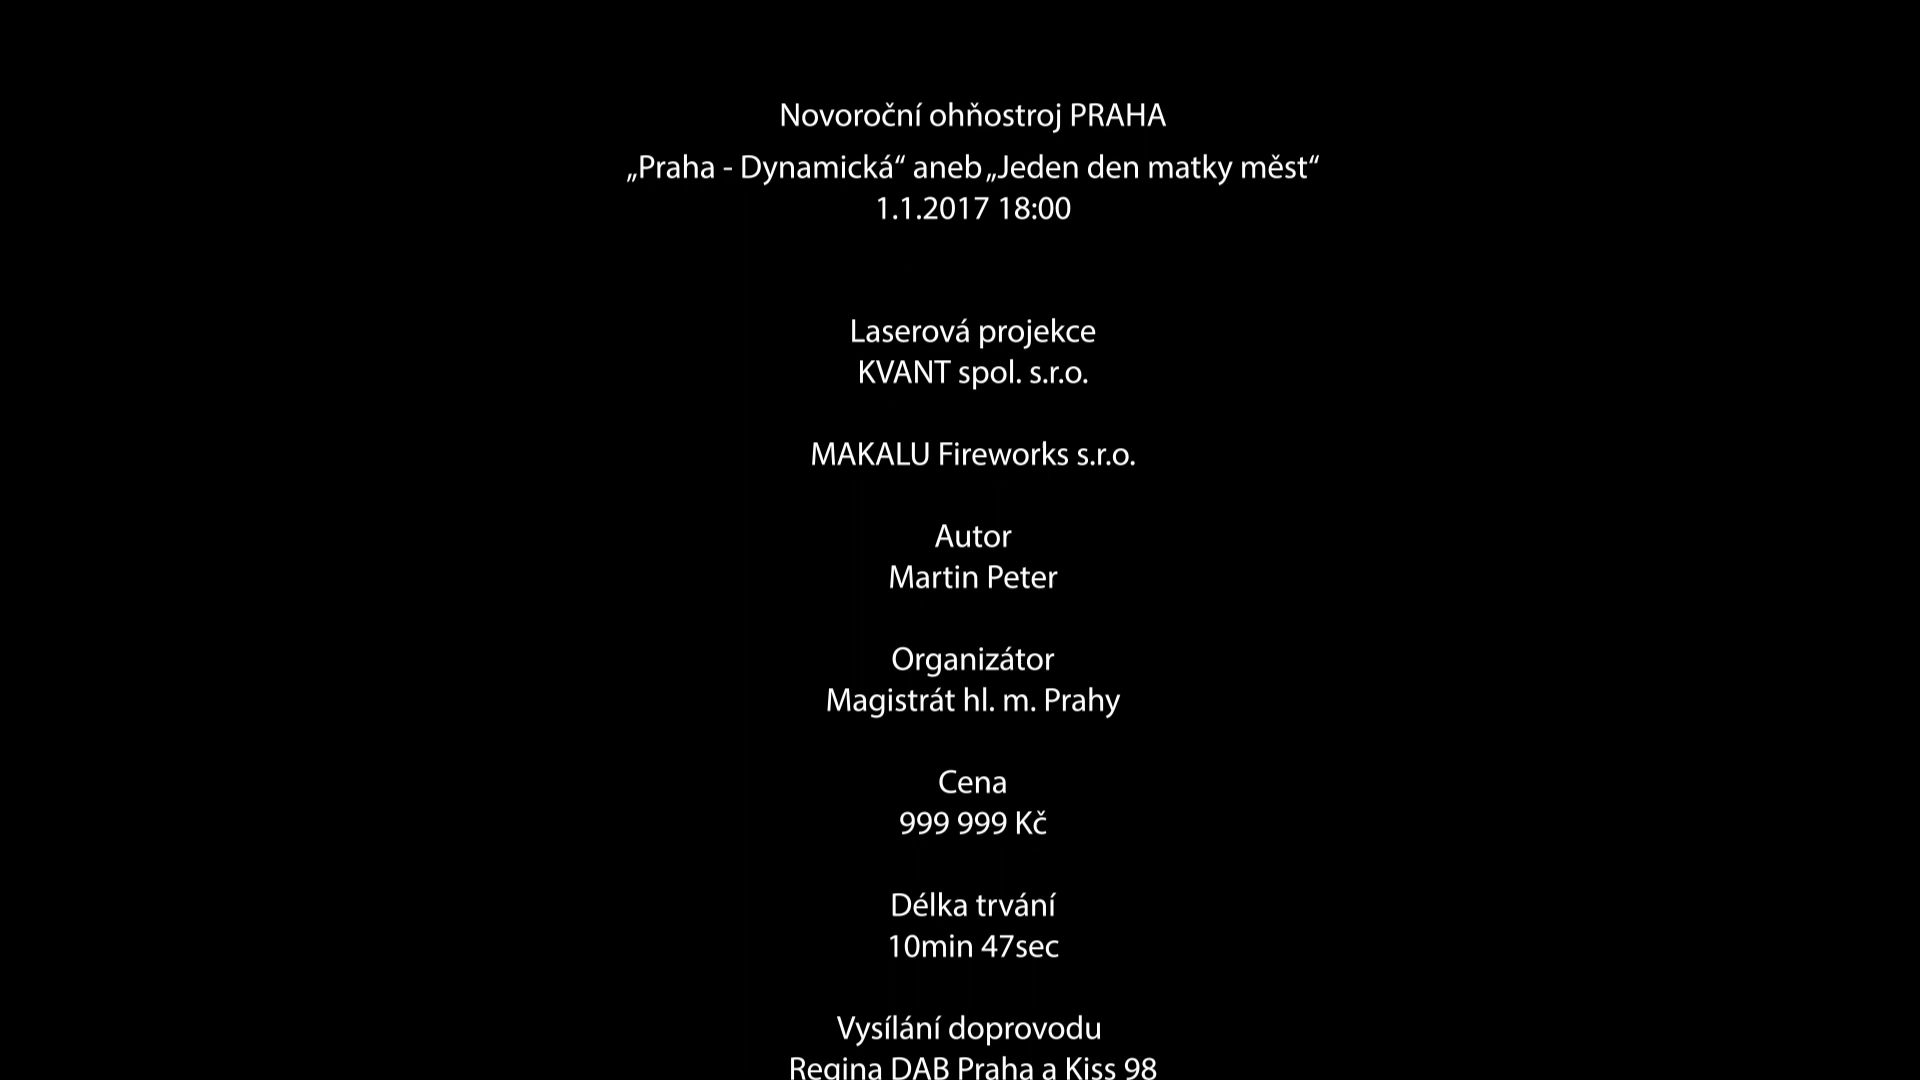 Novoroční ohňostroj PRAHA
„Praha - Dynamická“ aneb „Jeden den matky měst“
1.1.2017 18:00
Laserová projekce
KVANT spol. s.r.o.
MAKALU Fireworks s.r.o.
Autor
Martin Peter
Organizátor
Magistrát hl. m. Prahy
Cena
999 999 Kč
Délka trvání
10min 47sec
Vysílání doprovodu
Regina DAB Praha a Kiss 98